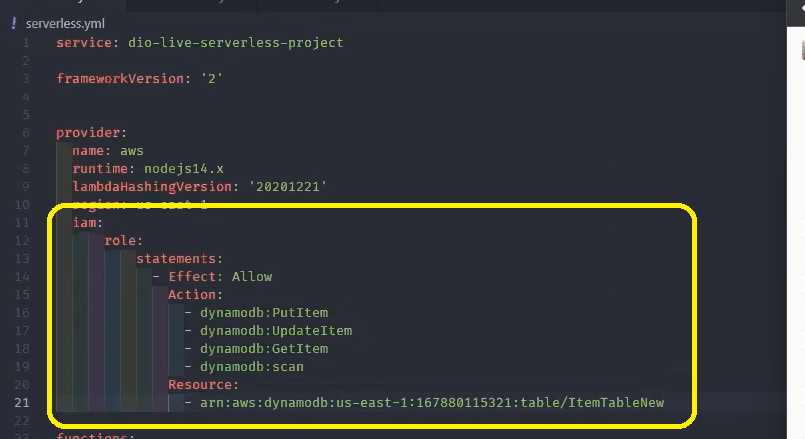 ! serverless.yml
1 service: dio-live-serverless-project
2
3 frameworkVersion: '2'
4
5
6 provider:
7 name: aws
8 runtime: nodejs14.x
9 lambdaHashingVersion: '20201221'
10 region: us-east-1
11 iam:
12 role:
13 statements:
14 - Effect: Allow
15 Action:
16 - dynamodb:PutItem
17 - dynamodb:UpdateItem
18 - dynamodb:GetItem
19 - dynamodb:scan
20 Resource:
21 - arn:aws:dynamodb:us-east-1:167880115321:table/ItemTableNew
22
23 functions: